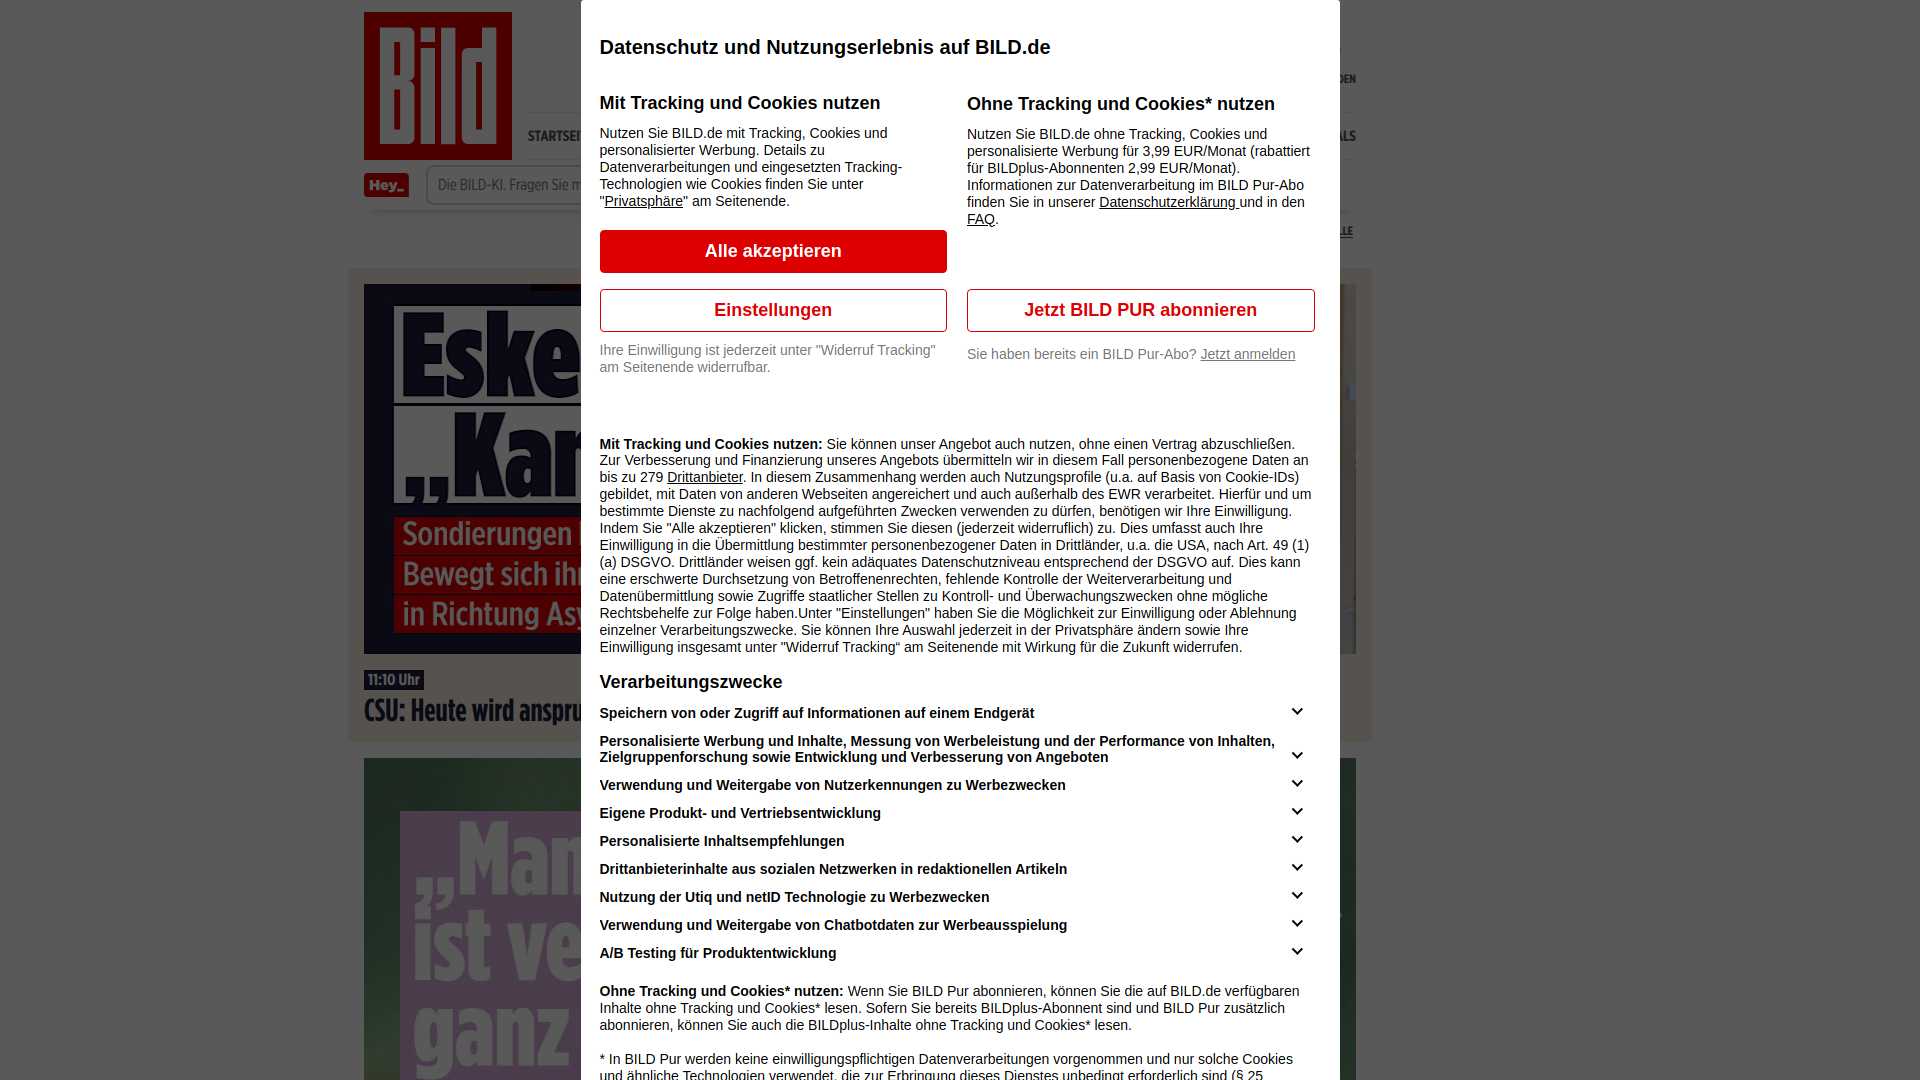 Bild
DEN
STARTSEI
ALS
Hey_
Die BILD-KI. Fragen Sie m
LLE
Eske
„Kar
Sondierungen
Bewegt sich ih
in Richtung Asy
11:10 Uhr
CSU: Heute wird anspru
„Man
ist ve
ganz
Datenschutz und Nutzungserlebnis auf BILD.de
Mit Tracking und Cookies nutzen
Nutzen Sie BILD.de mit Tracking, Cookies und
personalisierter Werbung. Details zu
Datenverarbeitungen und eingesetzten Tracking-
Technologien wie Cookies finden Sie unter
"Privatsphäre" am Seitenende.
Alle akzeptieren
Einstellungen
Ihre Einwilligung ist jederzeit unter "Widerruf Tracking"
am Seitenende widerrufbar.
Ohne Tracking und Cookies* nutzen
Nutzen Sie BILD.de ohne Tracking, Cookies und
personalisierte Werbung für 3,99 EUR/Monat (rabattiert
für BILDplus-Abonnenten 2,99 EUR/Monat).
Informationen zur Datenverarbeitung im BILD Pur-Abo
finden Sie in unserer Datenschutzerklärung und in den
FAQ.
Jetzt BILD PUR abonnieren
Sie haben bereits ein BILD Pur-Abo? Jetzt anmelden
Mit Tracking und Cookies nutzen: Sie können unser Angebot auch nutzen, ohne einen Vertrag abzuschließen.
Zur Verbesserung und Finanzierung unseres Angebots übermitteln wir in diesem Fall personenbezogene Daten an
bis zu 279 Drittanbieter. In diesem Zusammenhang werden auch Nutzungsprofile (u.a. auf Basis von Cookie-IDs)
gebildet, mit Daten von anderen Webseiten angereichert und auch außerhalb des EWR verarbeitet. Hierfür und um
bestimmte Dienste zu nachfolgend aufgeführten Zwecken verwenden zu dürfen, benötigen wir Ihre Einwilligung.
Indem Sie "Alle akzeptieren" klicken, stimmen Sie diesen (jederzeit widerruflich) zu. Dies umfasst auch Ihre
Einwilligung in die Übermittlung bestimmter personenbezogener Daten in Drittländer, u.a. die USA, nach Art. 49 (1)
(a) DSGVO. Drittländer weisen ggf. kein adäquates Datenschutzniveau entsprechend der DSGVO auf. Dies kann
eine erschwerte Durchsetzung von Betroffenenrechten, fehlende Kontrolle der Weiterverarbeitung und
Datenübermittlung sowie Zugriffe staatlicher Stellen zu Kontroll- und Überwachungszwecken ohne mögliche
Rechtsbehelfe zur Folge haben.Unter "Einstellungen" haben Sie die Möglichkeit zur Einwilligung oder Ablehnung
einzelner Verarbeitungszwecke. Sie können Ihre Auswahl jederzeit in der Privatsphäre ändern sowie Ihre
Einwilligung insgesamt unter "Widerruf Tracking“ am Seitenende mit Wirkung für die Zukunft widerrufen.
Verarbeitungszwecke
Speichern von oder Zugriff auf Informationen auf einem Endgerät
Personalisierte Werbung und Inhalte, Messung von Werbeleistung und der Performance von Inhalten,
Zielgruppenforschung sowie Entwicklung und Verbesserung von Angeboten
Verwendung und Weitergabe von Nutzerkennungen zu Werbezwecken
Eigene Produkt- und Vertriebsentwicklung
Personalisierte Inhaltsempfehlungen
Drittanbieterinhalte aus sozialen Netzwerken in redaktionellen Artikeln
Nutzung der Utiq und netID Technologie zu Werbezwecken
Verwendung und Weitergabe von Chatbotdaten zur Werbeausspielung
A/B Testing für Produktentwicklung
Ohne Tracking und Cookies* nutzen: Wenn Sie BILD Pur abonnieren, können Sie die auf BILD.de verfügbaren
Inhalte ohne Tracking und Cookies* lesen. Sofern Sie bereits BILDplus-Abonnent sind und BILD Pur zusätzlich
abonnieren, können Sie auch die BILDplus-Inhalte ohne Tracking und Cookies* lesen.
* In BILD Pur werden keine einwilligungspflichtigen Datenverarbeitungen vorgenommen und nur solche Cookies
und ähnliche Technologien verwendet, die zur Erbringung dieses Dienstes unbedingt erforderlich sind (§ 25